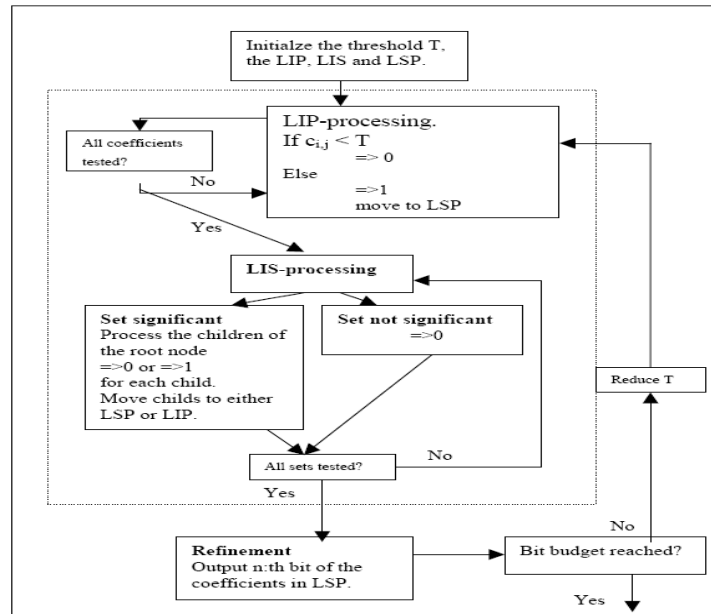 Initialze the threshold T,
the LIP, LIS and LSP.
LIP-processing.
If ci,j < T
=> 0
Else
=>1
move to LSP
All coefficients
tested?
No
Yes
LIS-processing
Set significant
Process the children of
the root node
=>0 or =>1
for each child.
Move childs to either
LSP or LIP.
Set not significant
=>0
Reduce T
All sets tested?
No
Yes
Refinement
Output n:th bit of the
coefficients in LSP.
Bit budget reached?
No
Yes